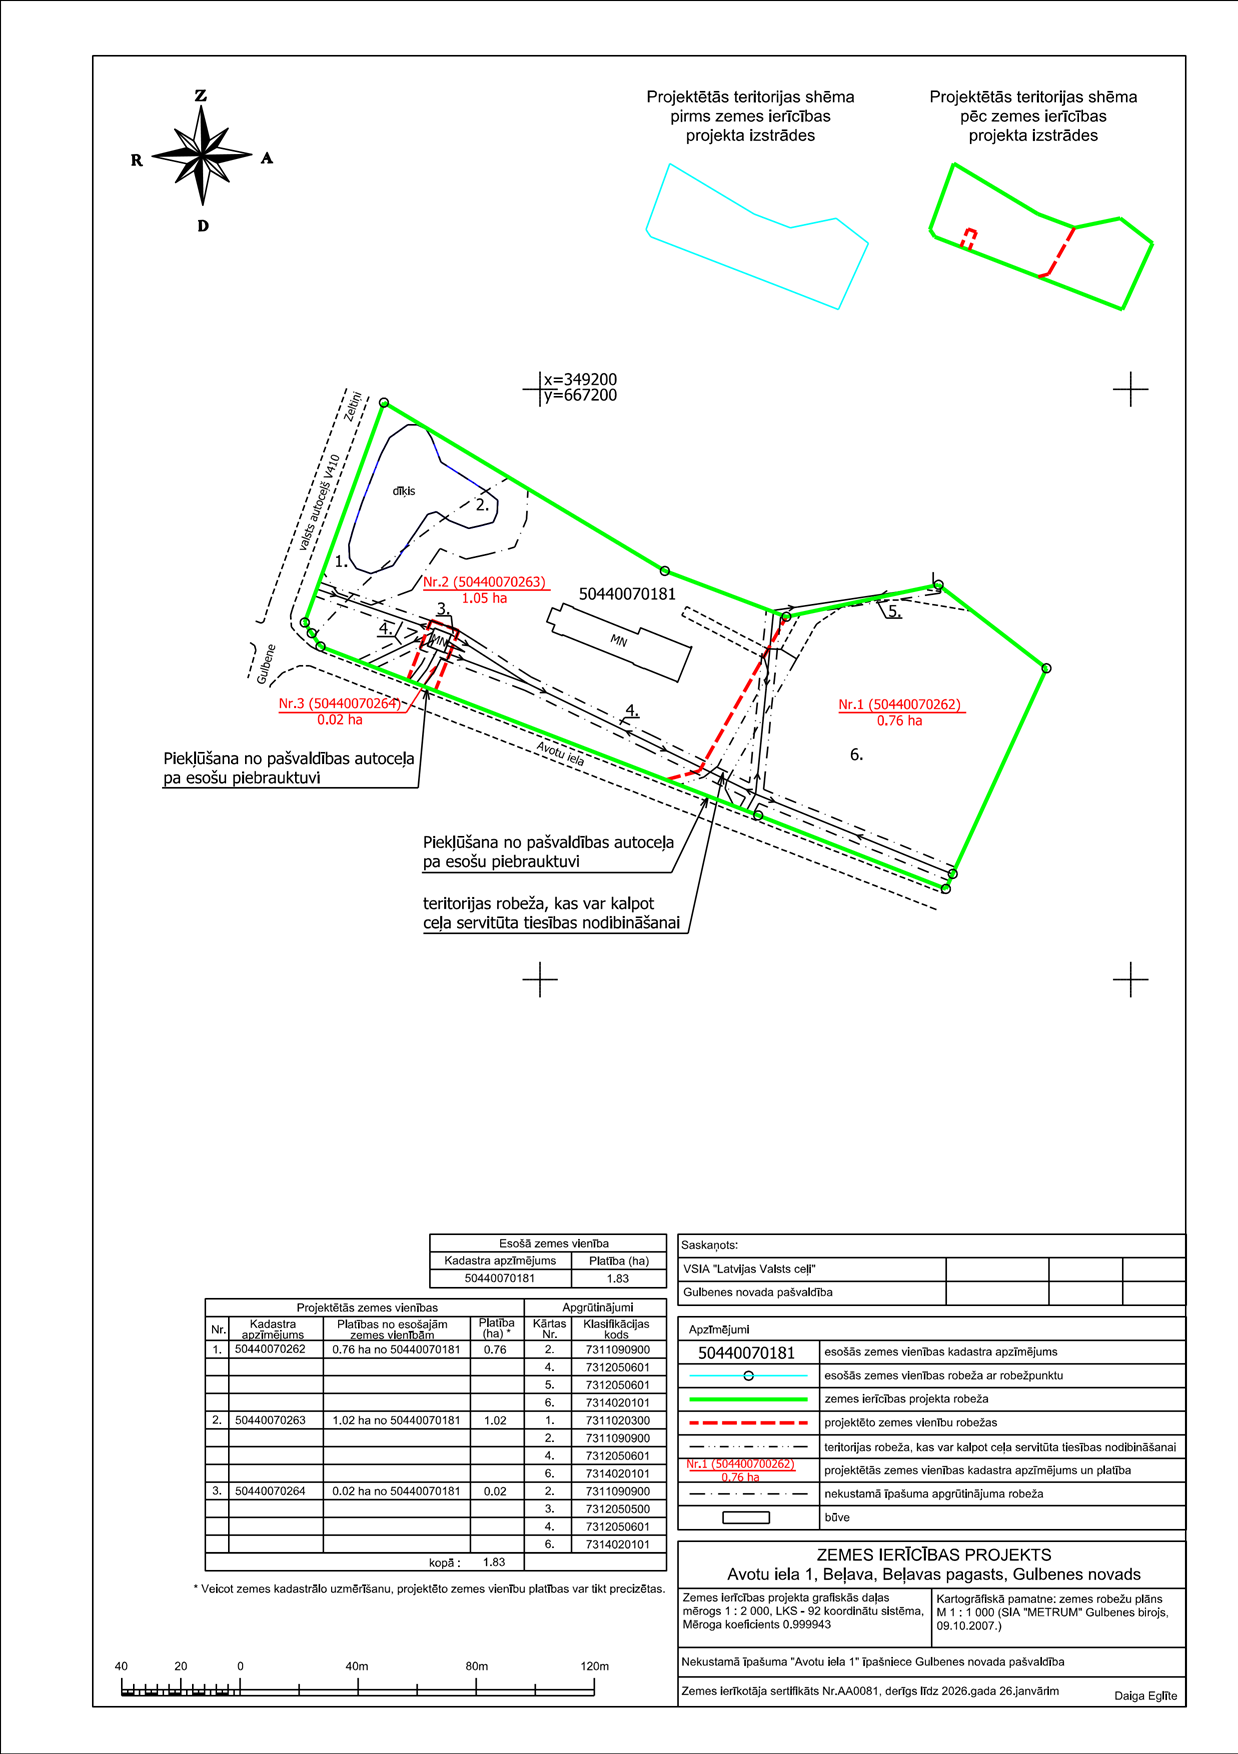 Z
R
A
D
Projektētās teritorijas shēma
pirms zemes ierīcības
projekta izstrādes
Projektētās teritorijas shēma
pēc zemes ierīcības
projekta izstrādes
x=349200
y=667200
Zeltiņi
valsts autoceļš V410
Gulbene
dīķis
2.
1.
Nr.2 (50440070263)
1.05 ha
50440070181
3.
4.
MN
MN
5.
Nr.3 (50440070264)
0.02 ha
4.
Nr.1 (50440070262)
0.76 ha
6.
Avotu iela
Piekļūšana no pašvaldības autoceļa
pa esošu piebrauktuvi
Piekļūšana no pašvaldības autoceļa
pa esošu piebrauktuvi
teritorijas robeža, kas var kalpot
ceļa servitūta tiesības nodibināšanai
Esošā zemes vienība
Kadastra apzīmējums Platība (ha)
50440070181 1.83
Projektētās zemes vienības Apgrūtinājumi
Nr. Kadastra apzīmējums Platības no esošajām zemes vienībām Platība (ha) * Kārtas Nr. Klasifikācijas kods
1. 50440070262 0.76 ha no 50440070181 0.76 2. 7311090900
4. 7312050601
5. 7312050601
6. 7314020101
2. 50440070263 1.02 ha no 50440070181 1.02 1. 7311020300
2. 7311090900
4. 7312050601
6. 7314020101
3. 50440070264 0.02 ha no 50440070181 0.02 2. 7311090900
3. 7312050500
4. 7312050601
6. 7314020101
kopā : 1.83
* Veicot zemes kadastrālo uzmērīšanu, projektēto zemes vienību platības var tikt precizētas.
40 20 0 40m 80m 120m
Saskaņots:
VSIA "Latvijas Valsts ceļi"
Gulbenes novada pašvaldība
Apzīmējumi
50440070181 esošās zemes vienības kadastra apzīmējums
esošās zemes vienības robeža ar robežpunktu
zemes ierīcības projekta robeža
projektēto zemes vienību robežas
teritorijas robeža, kas var kalpot ceļa servitūta tiesības nodibināšanai
Nr.1 (504400700262)
0.76 ha
projektētās zemes vienības kadastra apzīmējums un platība
nekustamā īpašuma apgrūtinājuma robeža
būve
ZEMES IERĪCĪBAS PROJEKTS
Avotu iela 1, Beļava, Beļavas pagasts, Gulbenes novads
Zemes ierīcības projekta grafiskās daļas
mērogs 1 : 2 000, LKS - 92 koordinātu sistēma,
Mēroga koeficients 0.999943
Kartogrāfiskā pamatne: zemes robežu plāns
M 1 : 1 000 (SIA "METRUM" Gulbenes birojs,
09.10.2007.)
Nekustamā īpašuma "Avotu iela 1" īpašniece Gulbenes novada pašvaldība
Zemes ierīkotāja sertifikāts Nr.AA0081, derīgs līdz 2026.gada 26.janvārim
Daiga Eglīte